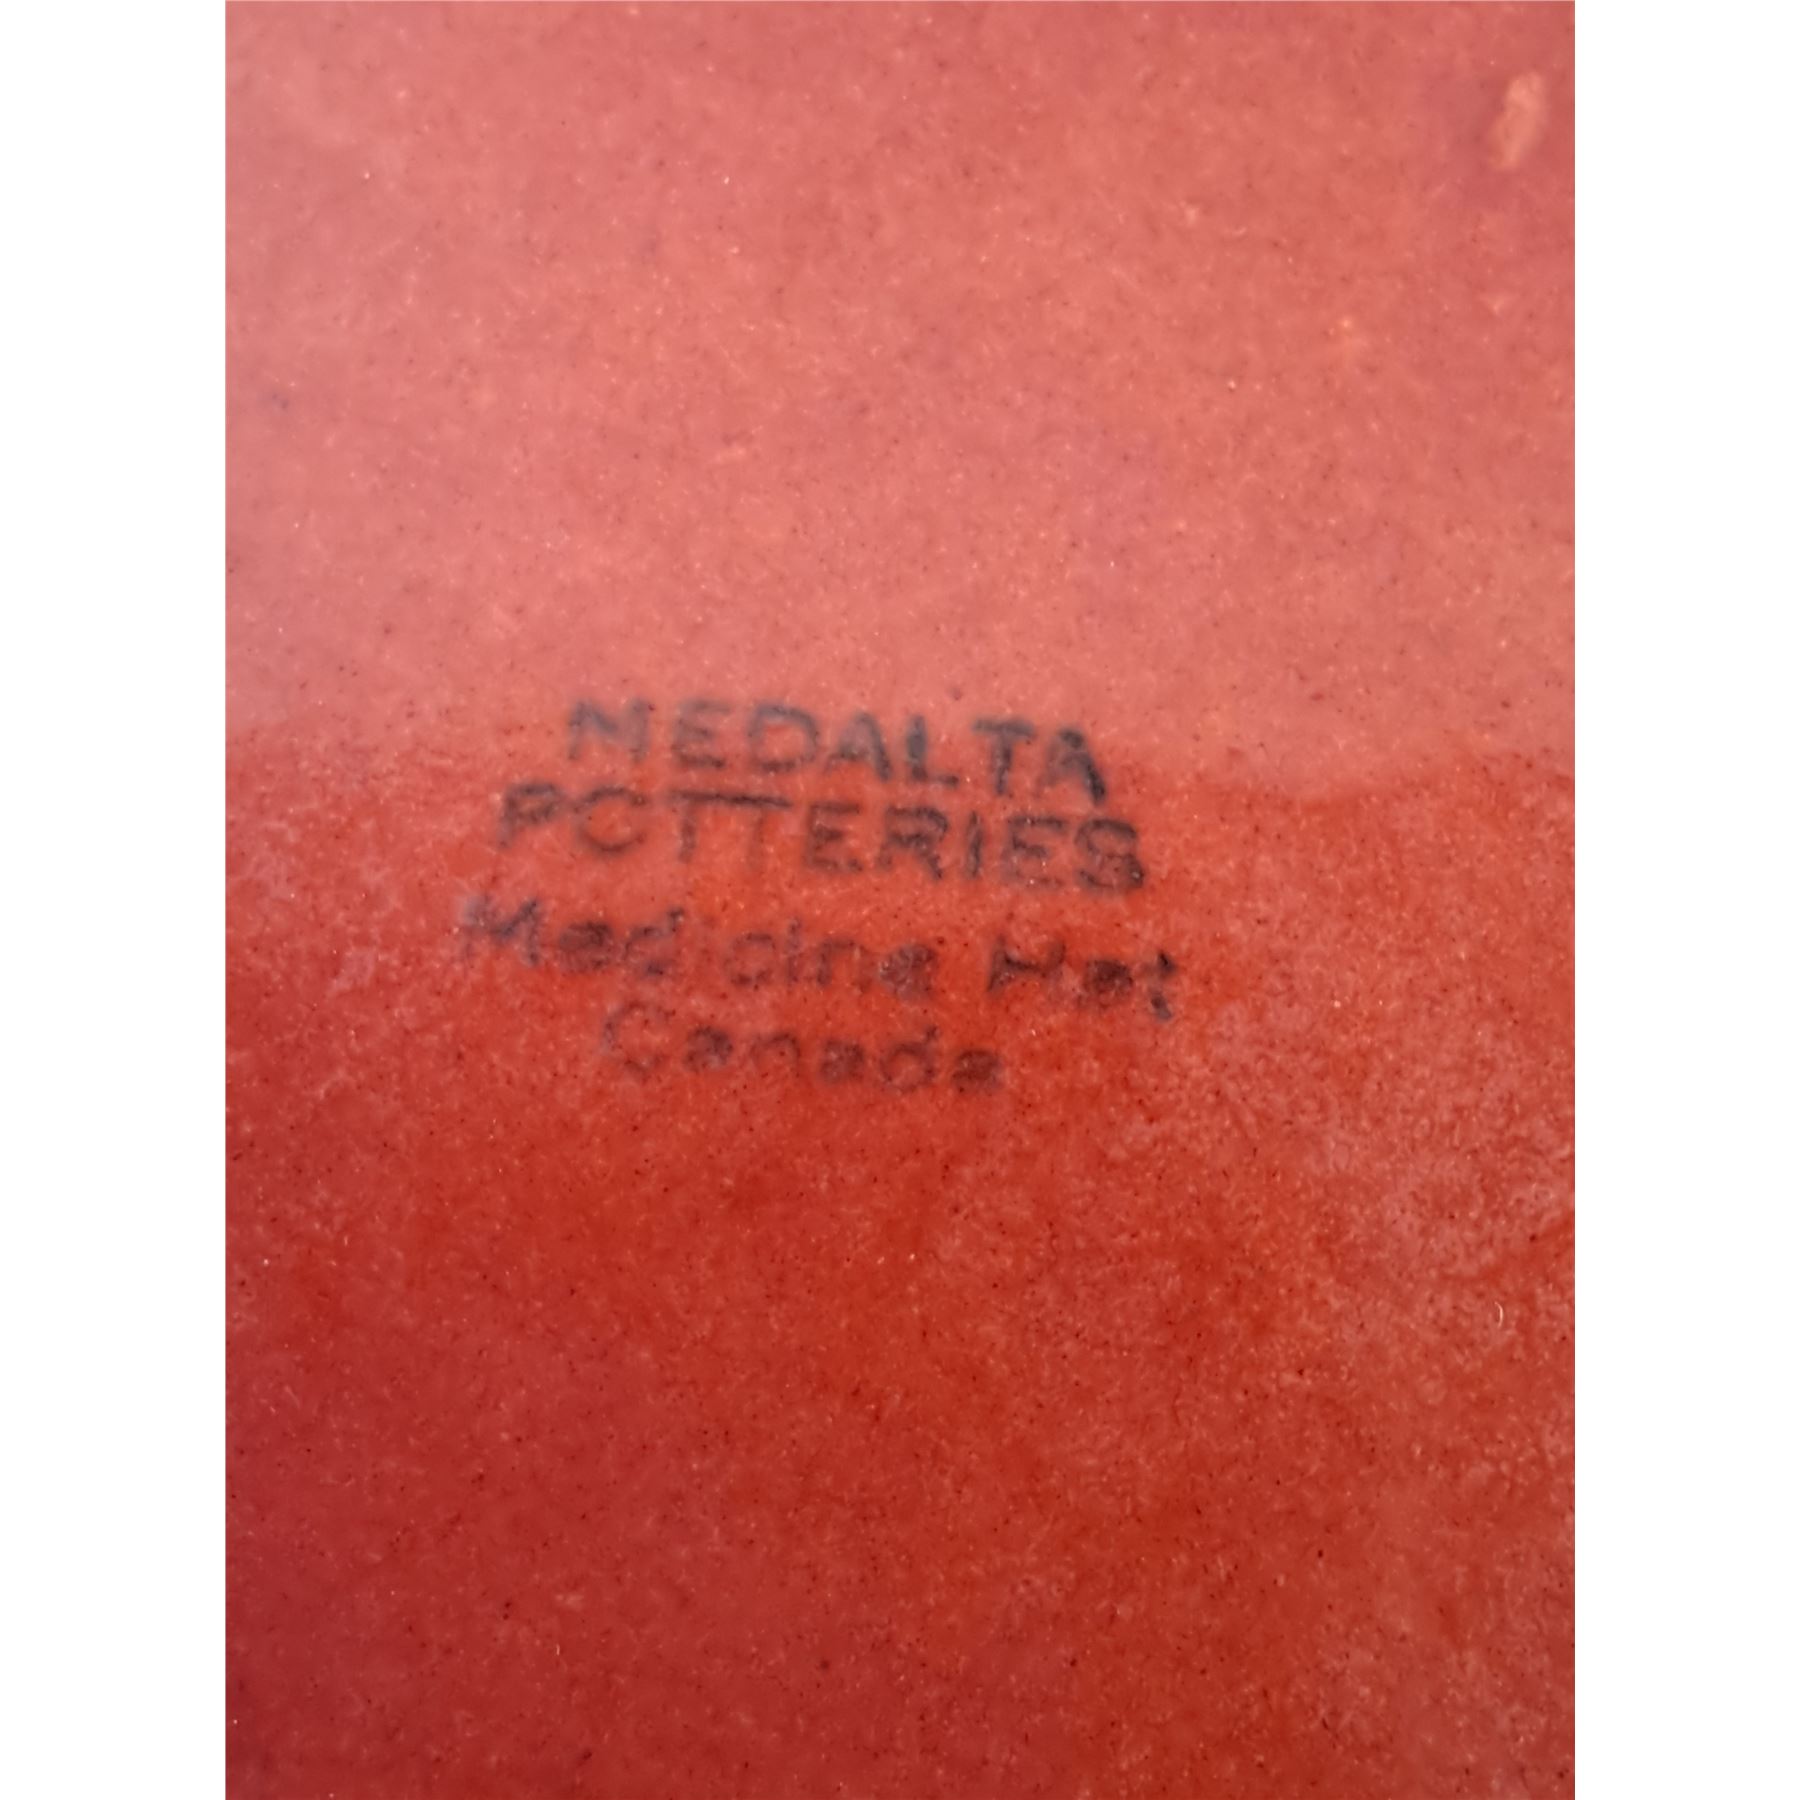 MEDALTA
POTTERIES
Medicine Hat
Canada